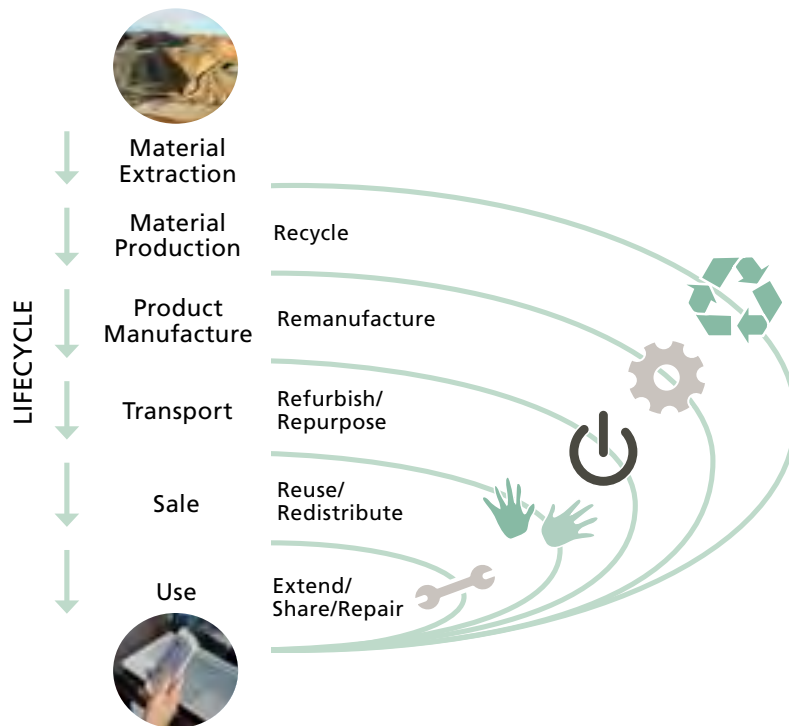 LIFECYCLE
Material
Extraction
Material
Production
Recycle
Product
Manufacture
Remanufacture
Transport
Refurbish/
Repurpose
Sale
Reuse/
Redistribute
Use
Extend/
Share/Repair